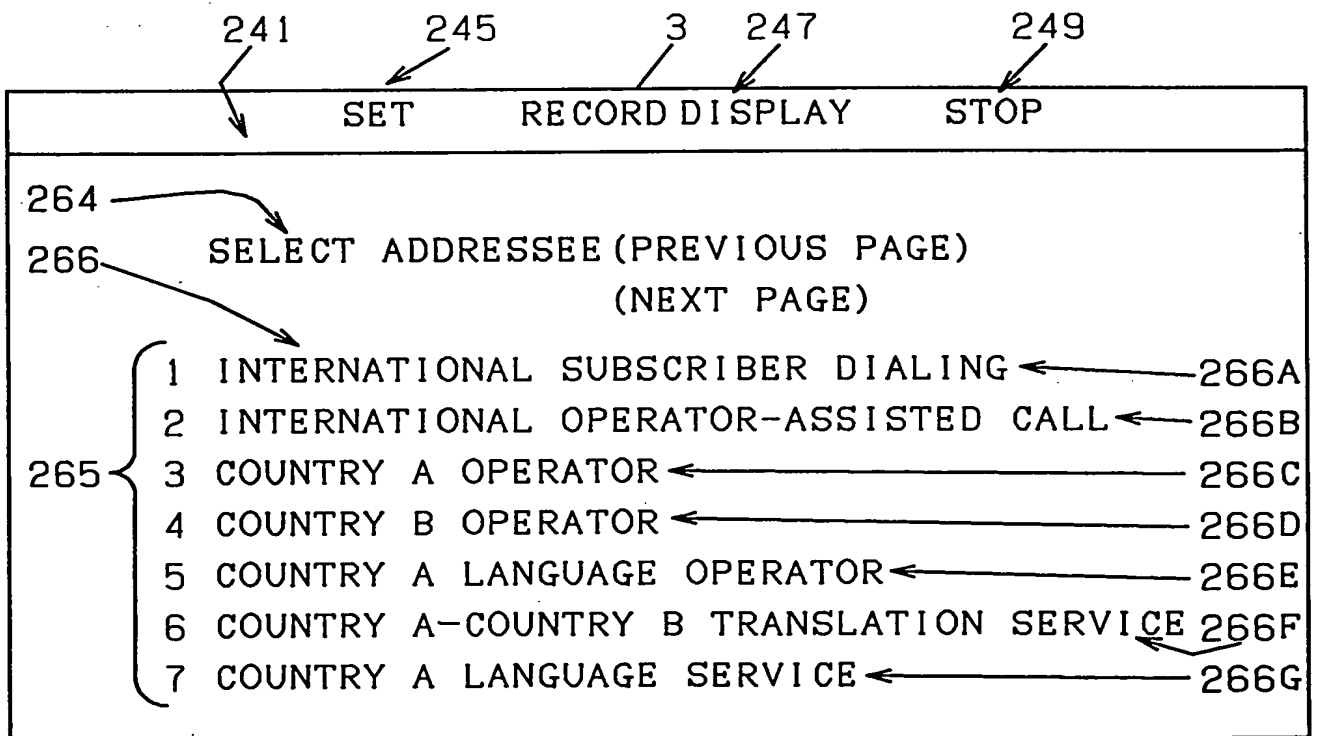 241 245 3 247 249
SET RECORD DISPLAY STOP
264
SELECT ADDRESSEE (PREVIOUS PAGE)
266
(NEXT PAGE)
1 INTERNATIONAL SUBSCRIBER DIALING 266A
2 INTERNATIONAL OPERATOR-ASSISTED CALL 266B
265 3 COUNTRY A OPERATOR 266C
4 COUNTRY B OPERATOR 266D
5 COUNTRY A LANGUAGE OPERATOR 266E
6 COUNTRY A-COUNTRY B TRANSLATION SERVICE 266F
7 COUNTRY A LANGUAGE SERVICE 266G